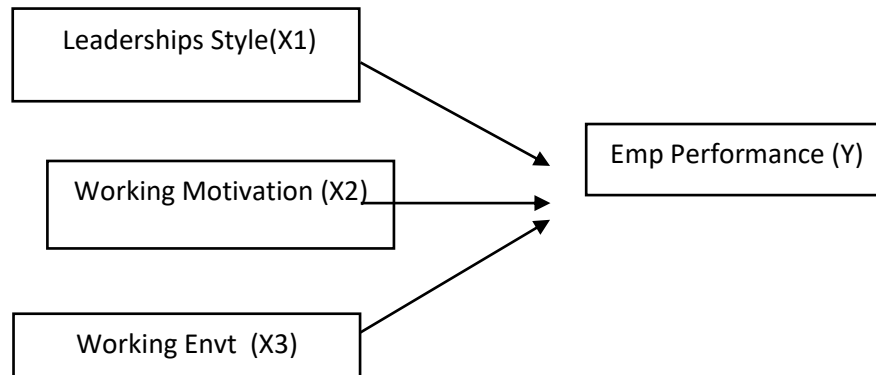 Leaderships Style(X1)
Emp Performance (Y)
Working Motivation (X2)
Working Envt  (X3)